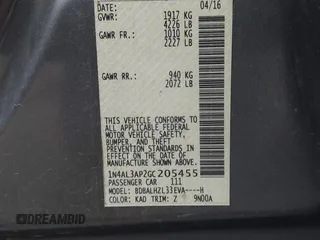 04/16
GVWR: 1917 KG
4226 LB
GAWR FR: 1010 KG
2227 LB
GAWR RR: 940 KG
2072 LB
THIS VEHICLE CONFORMS TO ALL
APPLICABLE FEDERAL
MOTOR VEHICLE SAFETY,
BUMPER, AND THEFT
PREVENTION STANDARDS
IN EFFECT ON THE DATE OF
MANUFACTURE SHOWN ABOVE.
1N4AL3AP2GC205455
PASSENGER CAR 111
MODEL: BDBALHZL33EVA----H
COLOR: KAD TRIM: Z 9N00A
© CARS.BIDCARS